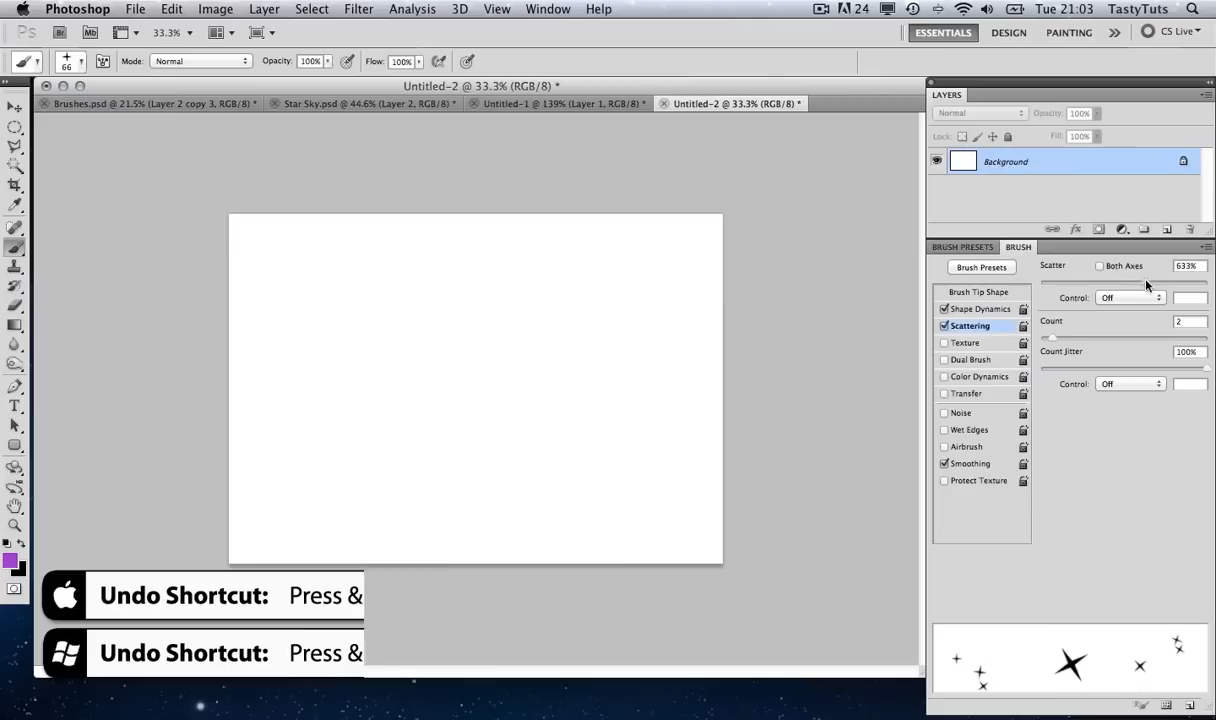 Photoshop File Edit Image Layer Select Filter Analysis 3D View Window Help 24 Tue 21:03 TastyTuts
Ps Br Mb 33.3% ESSENTIALS DESIGN PAINTING CS Live
66 Mode: Normal Opacity: 100% Flow: 100%
Untitled-2 @ 33.3% (RGB/8) *
Brushes.psd @ 21.5% (Layer 2 copy 3, RGB/8) * Star Sky.psd @ 44.6% (Layer 2, RGB/8) * Untitled-1 @ 139% (Layer 1, RGB/8) * Untitled-2 @ 33.3% (RGB/8) *
LAYERS
Normal Opacity: 100%
Lock: Fill: 100%
Background
fx
BRUSH PRESETS BRUSH
Brush Presets
Brush Tip Shape
Shape Dynamics
Scattering
Texture
Dual Brush
Color Dynamics
Transfer
Noise
Wet Edges
Airbrush
Smoothing
Protect Texture
Scatter Both Axes 633%
Control: Off
Count 2
Count Jitter 100%
Control: Off
T
Undo Shortcut: Press &
Undo Shortcut: Press &